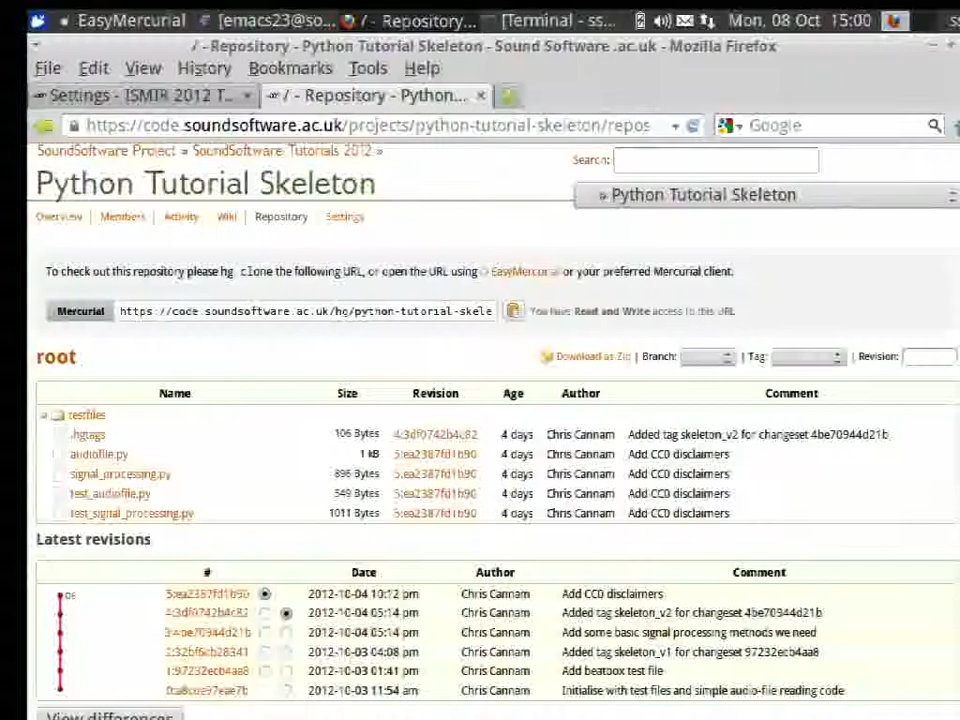 EasyMercurial [emacs23@so... / - Repository... [Terminal - ss... Mon, 08 Oct 15:00
/ - Repository - Python Tutorial Skeleton - Sound Software .ac.uk - Mozilla Firefox
File Edit View History Bookmarks Tools Help
Settings - ISMIR 2012 T... / - Repository - Python...
https://code.soundsoftware.ac.uk/projects/python-tutorial-skeleton/repos Google
SoundSoftware Project » SoundSoftware Tutorials 2012 »
Search:
Python Tutorial Skeleton
» Python Tutorial Skeleton
Overview | Members | Activity | Wiki | Repository | Settings
To check out this repository please hg clone the following URL, or open the URL using EasyMercurial or your preferred Mercurial client.
Mercurial https://code.soundsoftware.ac.uk/hg/python-tutorial-skele You have Read and Write access to this URL
root Download as Zip | Branch: | Tag: | Revision:
Name Size Revision Age Author Comment
testfiles
.hgtags 106 Bytes 4:3df0742b4c82 4 days Chris Cannam Added tag skeleton_v2 for changeset 4be70944d21b
audiofile.py 1 kB 5:ea2387fd1b90 4 days Chris Cannam Add CC0 disclaimers
signal_processing.py 896 Bytes 5:ea2387fd1b90 4 days Chris Cannam Add CC0 disclaimers
test_audiofile.py 549 Bytes 5:ea2387fd1b90 4 days Chris Cannam Add CC0 disclaimers
test_signal_processing.py 1011 Bytes 5:ea2387fd1b90 4 days Chris Cannam Add CC0 disclaimers
Latest revisions
# Date Author Comment
5:ea2387fd1b90 2012-10-04 10:12 pm Chris Cannam Add CC0 disclaimers
4:3df0742b4c82 2012-10-04 05:14 pm Chris Cannam Added tag skeleton_v2 for changeset 4be70944d21b
3:4be70944d21b 2012-10-04 05:14 pm Chris Cannam Add some basic signal processing methods we need
2:32bf6cb28341 2012-10-03 04:08 pm Chris Cannam Added tag skeleton_v1 for changeset 97232ecb4aa8
1:97232ecb4aa8 2012-10-03 01:41 pm Chris Cannam Add beatbox test file
2012-10-03 11:54 am Chris Cannam Initialise with test files and simple audio-file reading code
View differences